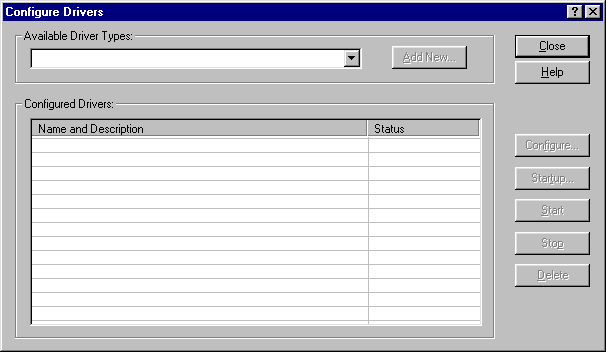 Configure Drivers
Available Driver Types:
Add New...
Close
Help
Configured Drivers:
Name and Description Status
Configure...
Startup...
Start
Stop
Delete